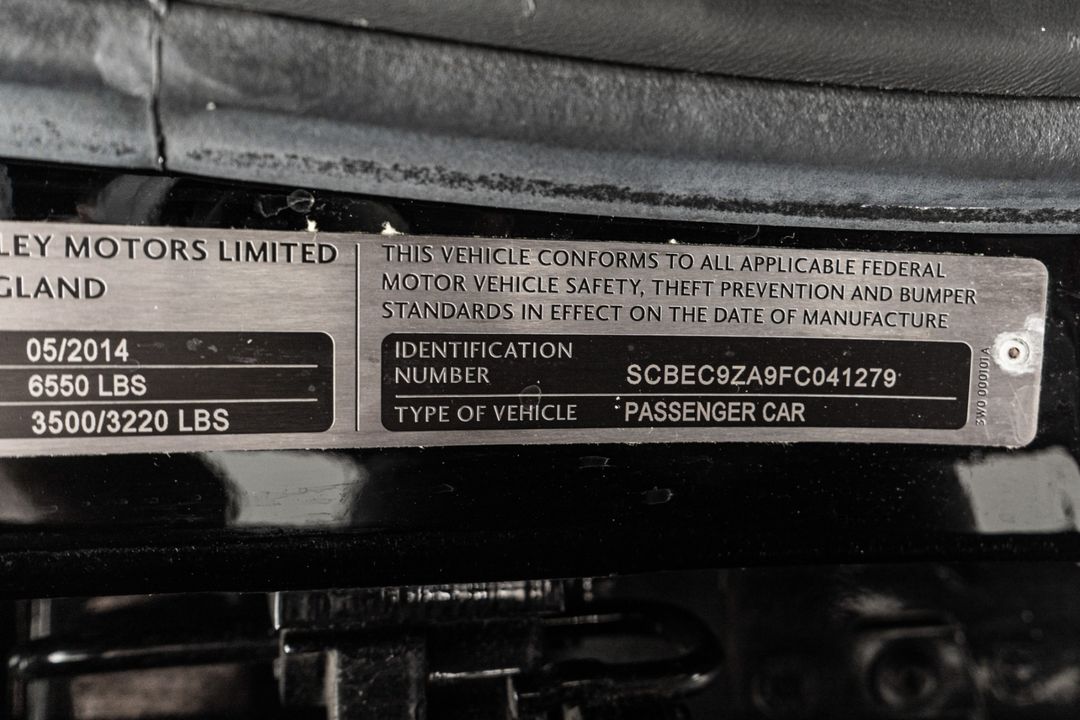 LEY MOTORS LIMITED
GLAND
05/2014
6550 LBS
3500/3220 LBS
THIS VEHICLE CONFORMS TO ALL APPLICABLE FEDERAL
MOTOR VEHICLE SAFETY, THEFT PREVENTION AND BUMPER
STANDARDS IN EFFECT ON THE DATE OF MANUFACTURE
IDENTIFICATION
NUMBER SCBEC9ZA9FC041279
TYPE OF VEHICLE PASSENGER CAR
3W0 000101A